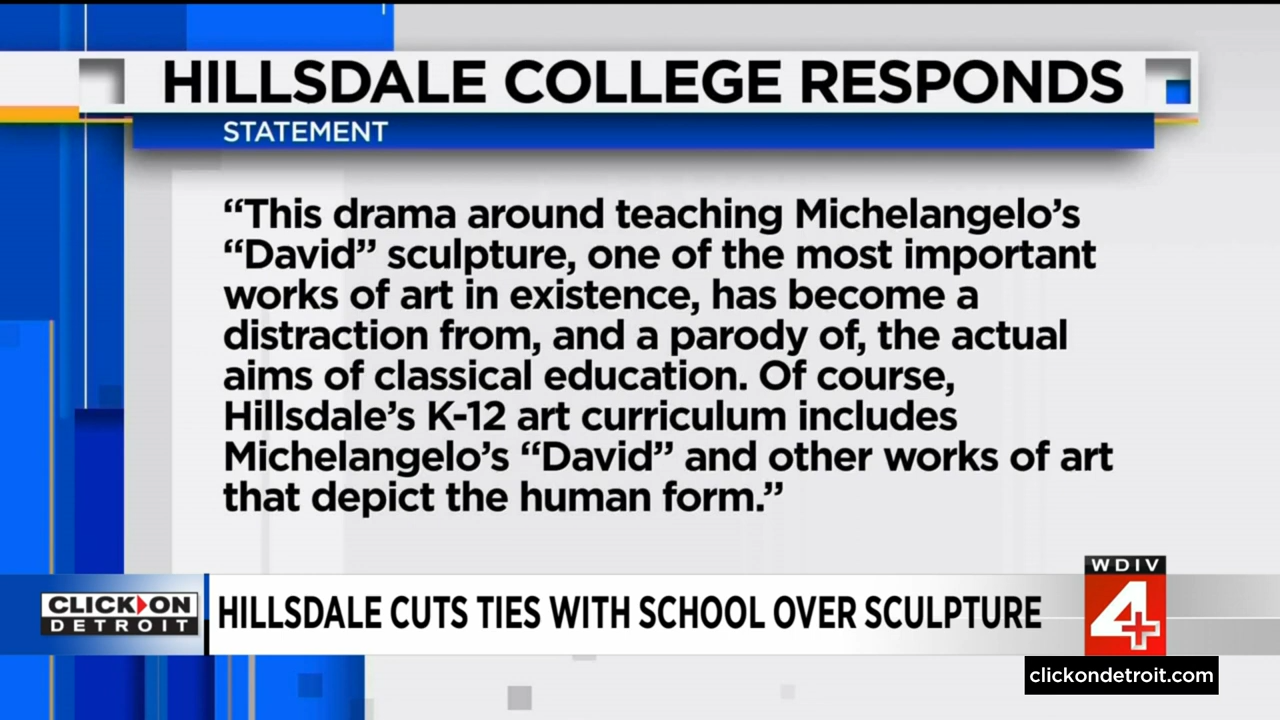 HILLSDALE COLLEGE RESPONDS
STATEMENT
“This drama around teaching Michelangelo’s
“David” sculpture, one of the most important
works of art in existence, has become a
distraction from, and a parody of, the actual
aims of classical education. Of course,
Hillsdale’s K-12 art curriculum includes
Michelangelo’s “David” and other works of art
that depict the human form.”
CLICK ON
DETROIT
HILLSDALE CUTS TIES WITH SCHOOL OVER SCULPTURE
WDIV
4
clickondetroit.com